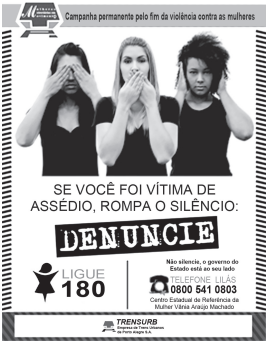 Campanha permanente pelo fim da violência contra as mulheres
SE VOCÊ FOI VÍTIMA DE
ASSÉDIO, ROMPA O SILÊNCIO:
DENUNCIE
LIGUE
180
Não silencie, o governo do
Estado está ao seu lado
TELEFONE LILÁS
0800 541 0803
Centro Estadual de Referência da
Mulher Vânia Araújo Machado
TRENSURB
Empresa de Trens Urbanos
de Porto Alegre S.A.